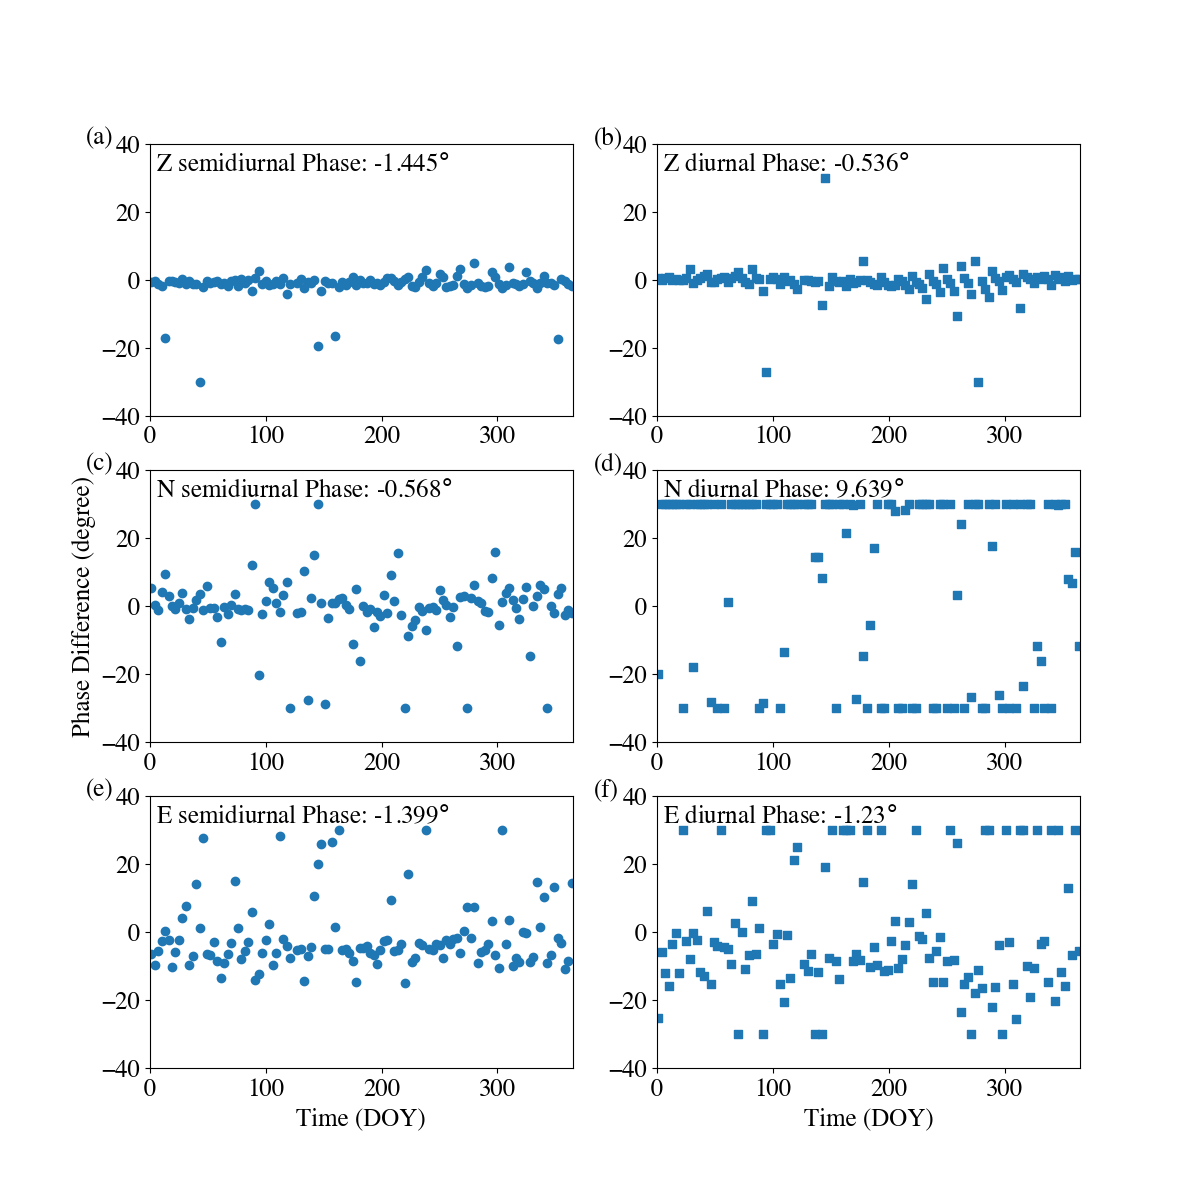 (a)
Z semidiurnal Phase: -1.445°
40
20
0
−20
−40
0 100 200 300
(b)
Z diurnal Phase: -0.536°
40
20
0
−20
−40
0 100 200 300
Phase Difference (degree)
(c)
N semidiurnal Phase: -0.568°
40
20
0
−20
−40
0 100 200 300
(d)
N diurnal Phase: 9.639°
40
20
0
−20
−40
0 100 200 300
(e)
E semidiurnal Phase: -1.399°
40
20
0
−20
−40
0 100 200 300
Time (DOY)
(f)
E diurnal Phase: -1.23°
40
20
0
−20
−40
0 100 200 300
Time (DOY)